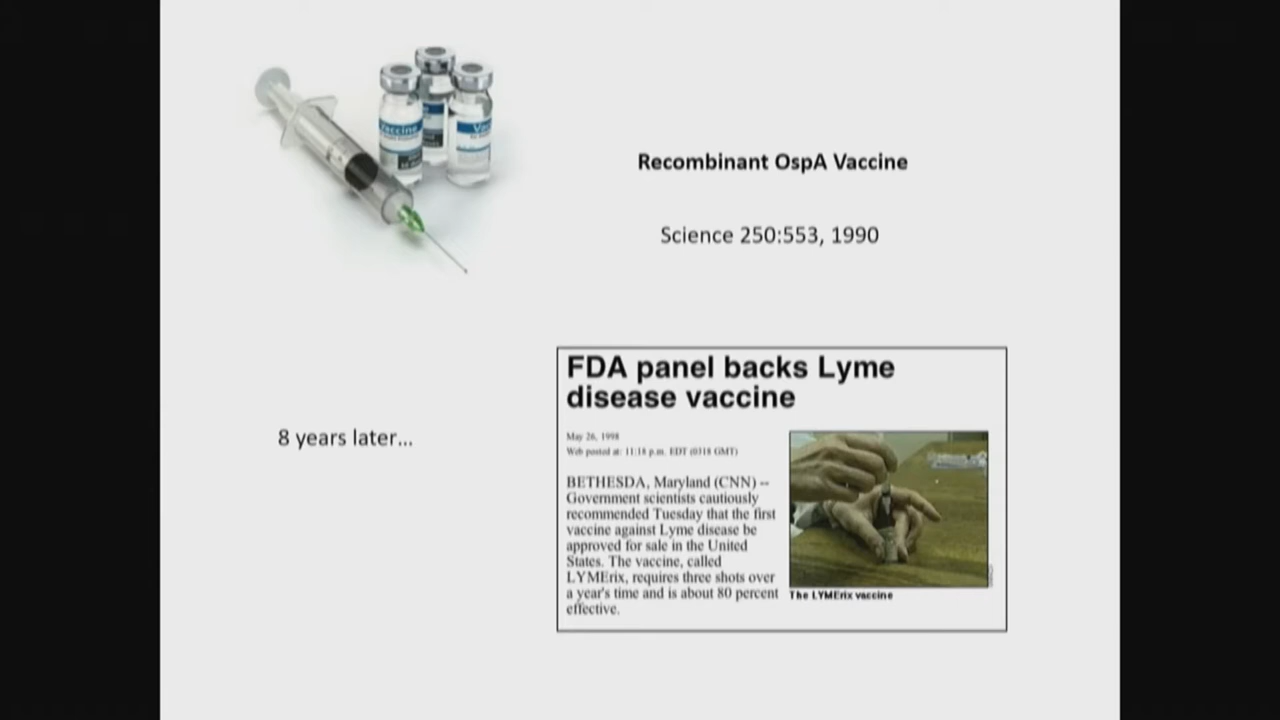 Vaccine
Vac
Recombinant OspA Vaccine
Science 250:553, 1990
8 years later...
FDA panel backs Lyme
disease vaccine
May 26, 1998
Web posted at: 11:18 p.m. EDT (0318 GMT)
BETHESDA, Maryland (CNN) --
Government scientists cautiously
recommended Tuesday that the first
vaccine against Lyme disease be
approved for sale in the United
States. The vaccine, called
LYMErix, requires three shots over
a year's time and is about 80 percent
effective.
The LYMErix vaccine